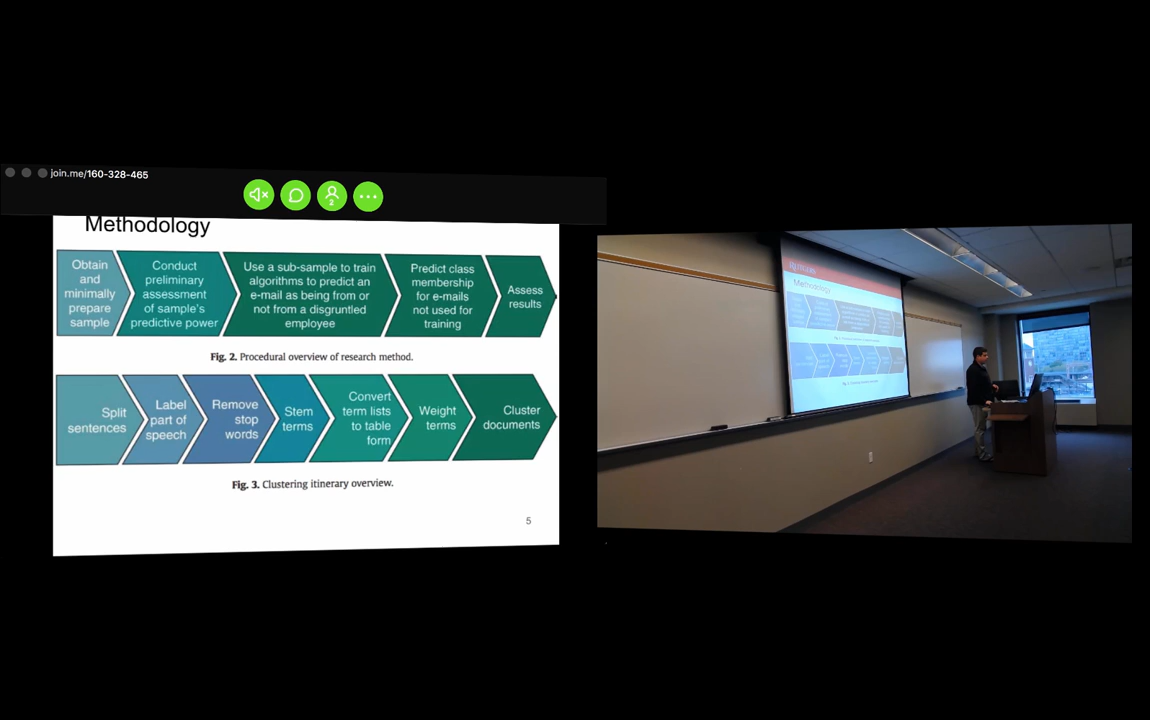 join.me/160-328-465
2
Methodology
Obtain
and
minimally
prepare
sample
Conduct
preliminary
assessment
of sample's
predictive power
Use a sub-sample to train
algorithms to predict an
e-mail as being from or
not from a disgruntled
employee
Predict class
membership
for e-mails
not used for
training
Assess
results
Fig. 2. Procedural overview of research method.
Split
sentences
Label
part of
speech
Remove
stop
words
Stem
terms
Convert
term lists
to table
form
Weight
terms
Cluster
documents
Fig. 3. Clustering itinerary overview.
5
Methodology